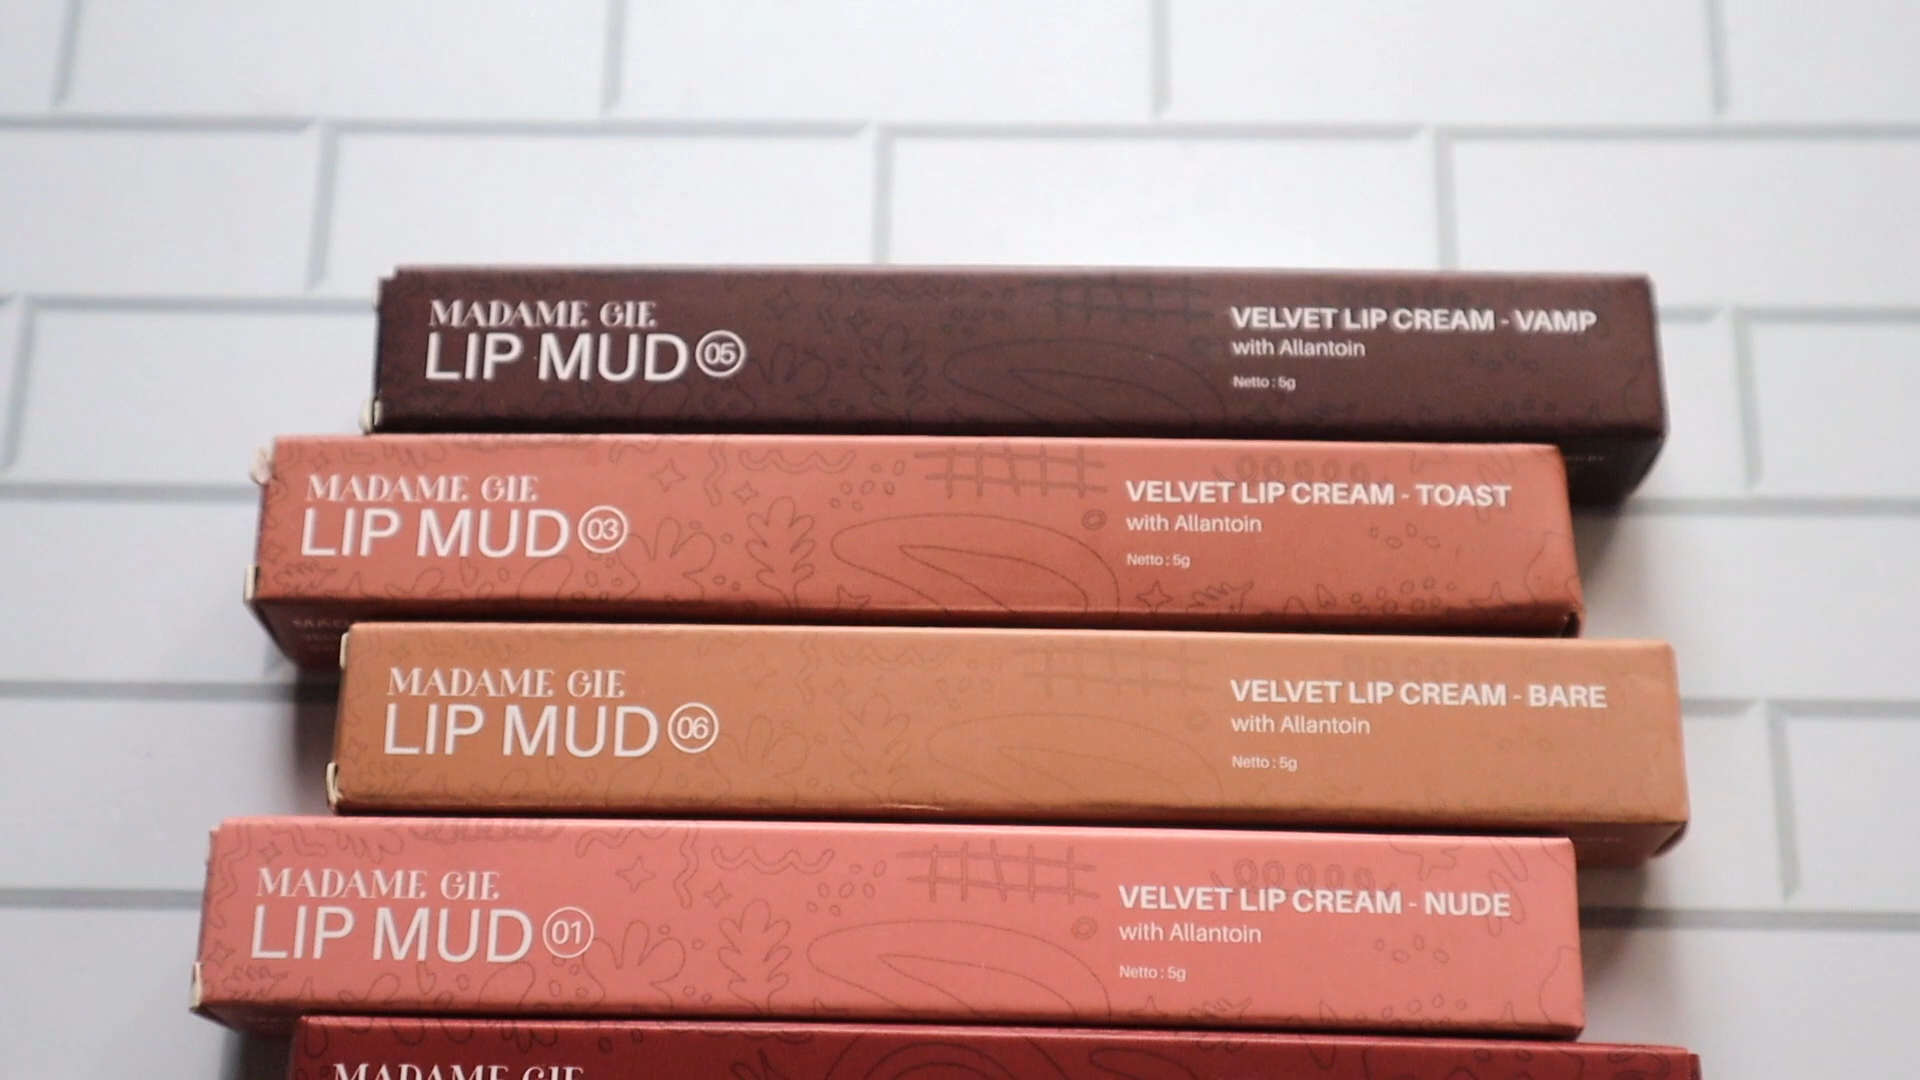 MADAME GIE
LIP MUD 05
VELVET LIP CREAM - VAMP
with Allantoin
Netto : 5g
MADAME GIE
LIP MUD 03
VELVET LIP CREAM - TOAST
with Allantoin
Netto : 5g
MADAME GIE
LIP MUD 06
VELVET LIP CREAM - BARE
with Allantoin
Netto : 5g
MADAME GIE
LIP MUD 01
VELVET LIP CREAM - NUDE
with Allantoin
Netto : 5g
MADAME GIE